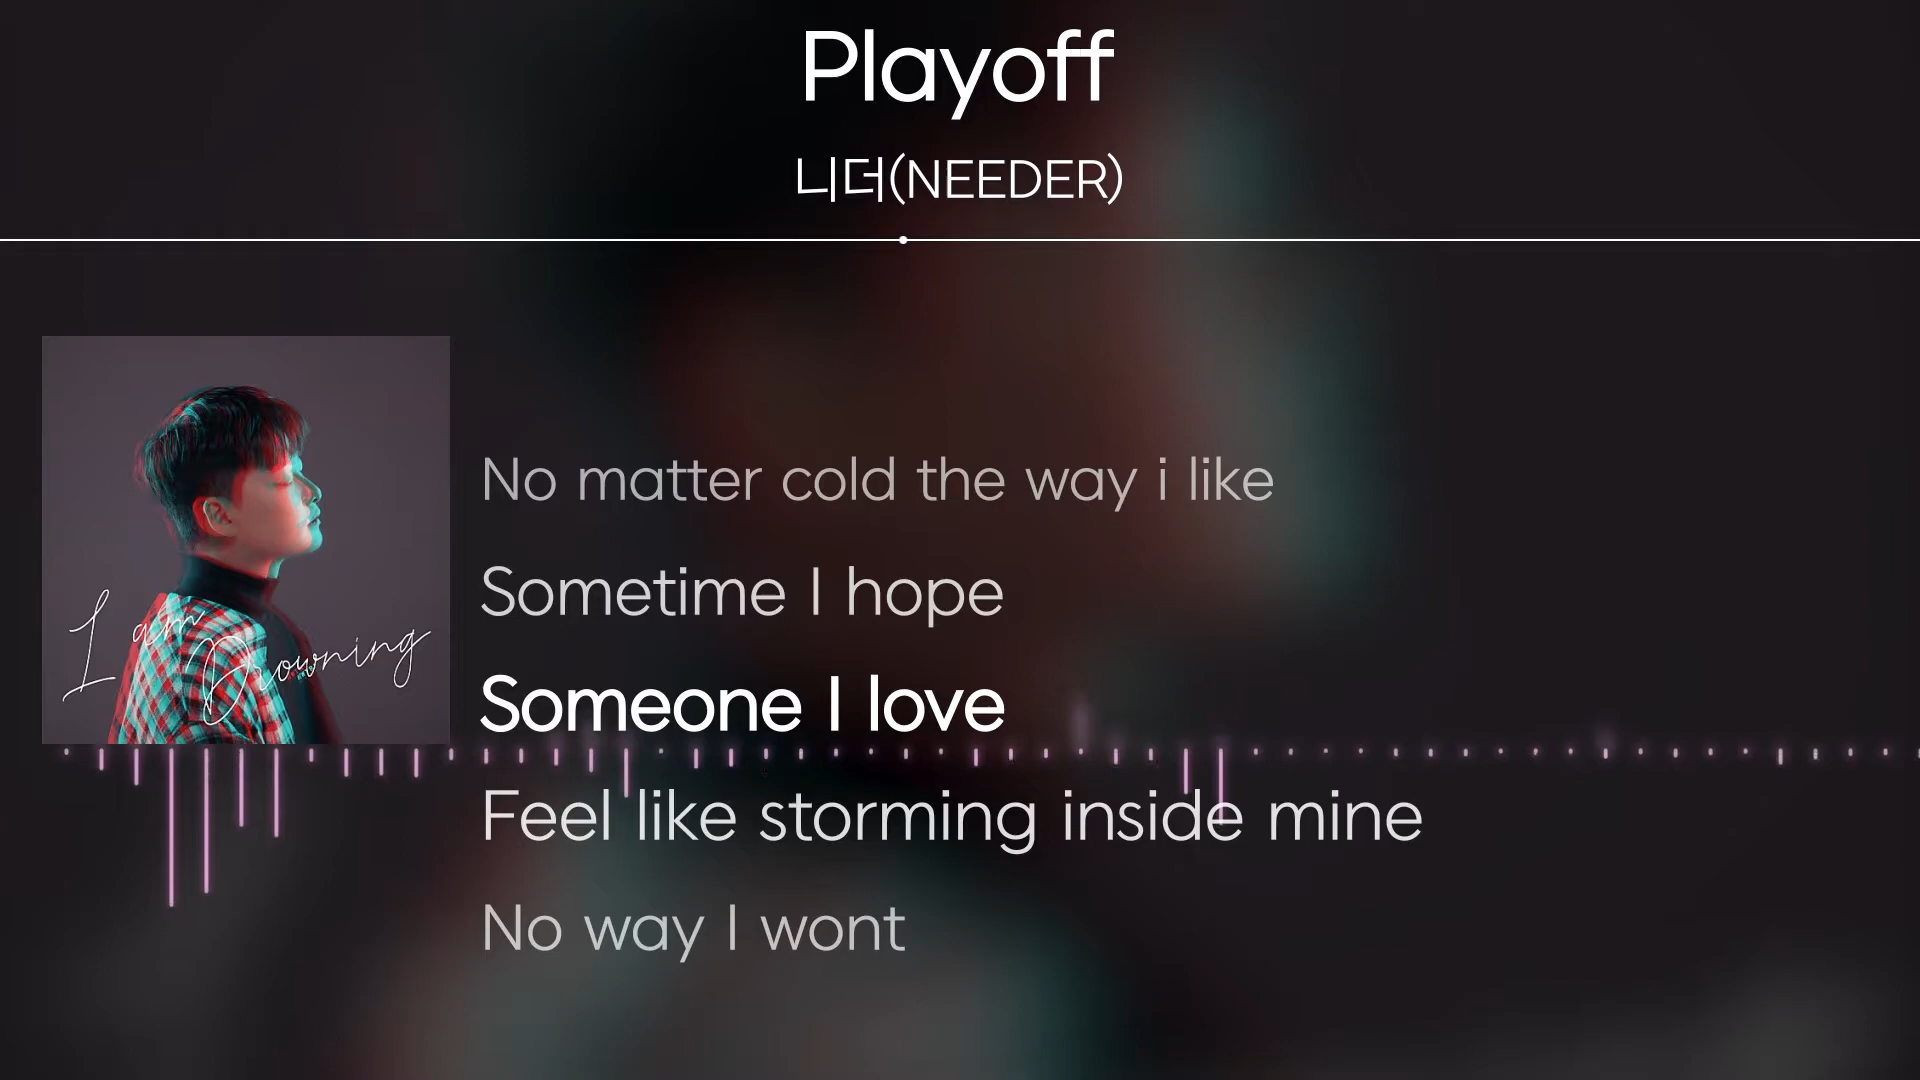 Playoff
니더(NEEDER)
No matter cold the way i like
Sometime I hope
I am
Drowning
Someone I love
Feel like storming inside mine
No way I wont